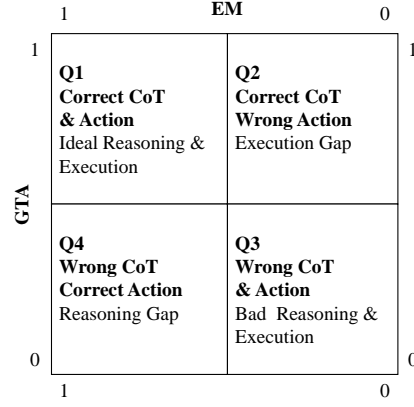 EM
1 0
1 1
Q1
Correct CoT
& Action
Ideal Reasoning &
Execution
Q2
Correct CoT
Wrong Action
Execution Gap
GTA
Q4
Wrong CoT
Correct Action
Reasoning Gap
Q3
Wrong CoT
& Action
Bad Reasoning &
Execution
0 0
1 0